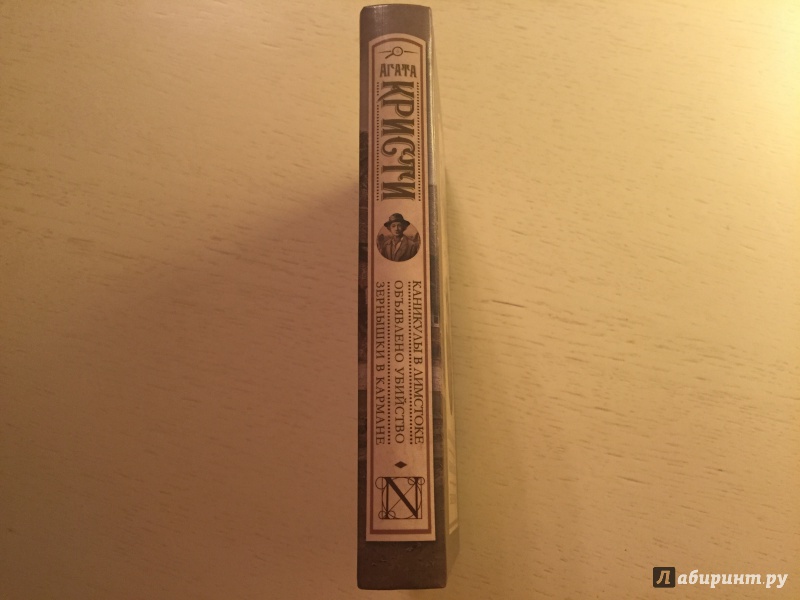 АГАТА
КРИСТИ
КАНИКУЛЫ В ЛИМСТОКЕ
ОБЪЯВЛЕНО УБИЙСТВО
ЗЕРНЫШКИ В КАРМАНЕ
N
Лабиринт.ру